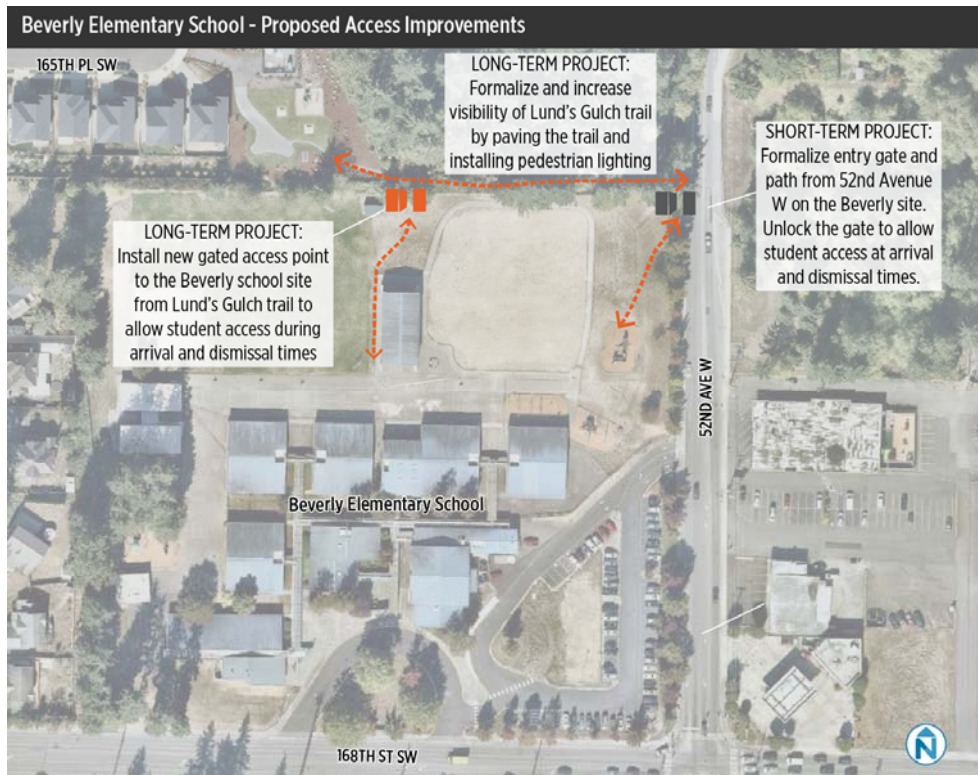 Beverly Elementary School - Proposed Access Improvements
165TH PL SW
LONG-TERM PROJECT:
Formalize and increase
visibility of Lund's Gulch trail
by paving the trail and
installing pedestrian lighting
SHORT-TERM PROJECT:
Formalize entry gate and
path from 52nd Avenue
W on the Beverly site.
Unlock the gate to allow
student access at arrival
and dismissal times.
LONG-TERM PROJECT:
Install new gated access point
to the Beverly school site
from Lund's Gulch trail to
allow student access during
arrival and dismissal times
52ND AVE W
Beverly Elementary School
168TH ST SW
N